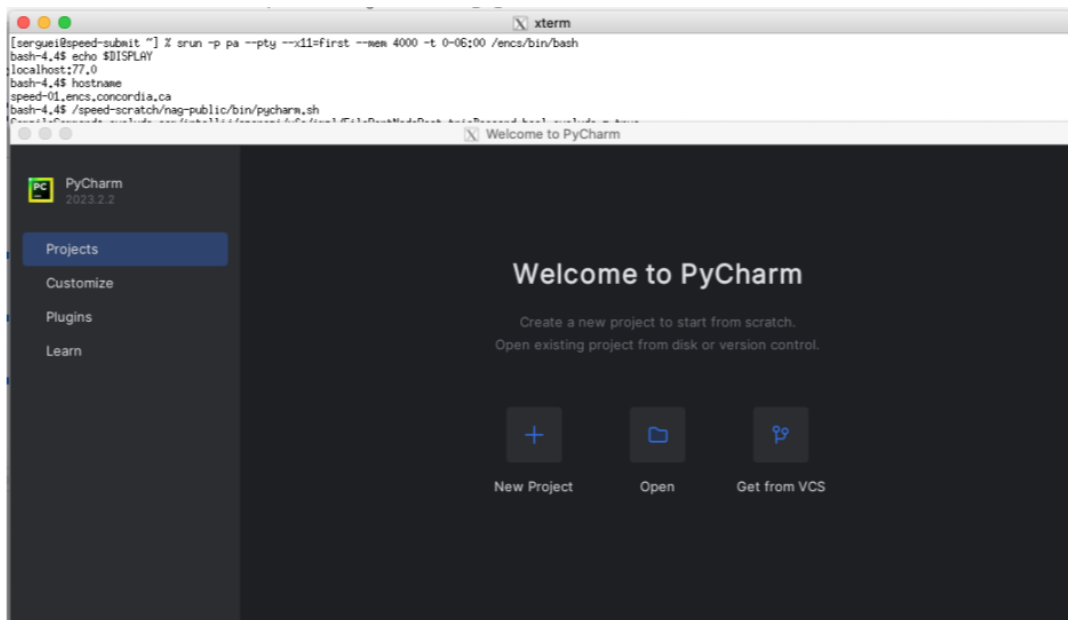 xterm
[serguei@speed-submit ~] % srun -p pa --pty --x11=first --mem 4000 -t 0-06:00 /encs/bin/bash
bash-4.4$ echo $DISPLAY
localhost:77.0
bash-4.4$ hostname
speed-01.encs.concordia.ca
bash-4.4$ /speed-scratch/nag-public/bin/pycharm.sh
Welcome to PyCharm
PC
PyCharm
2023.2.2
Projects
Customize
Plugins
Learn
Welcome to PyCharm
Create a new project to start from scratch.
Open existing project from disk or version control.
New Project
Open
Get from VCS